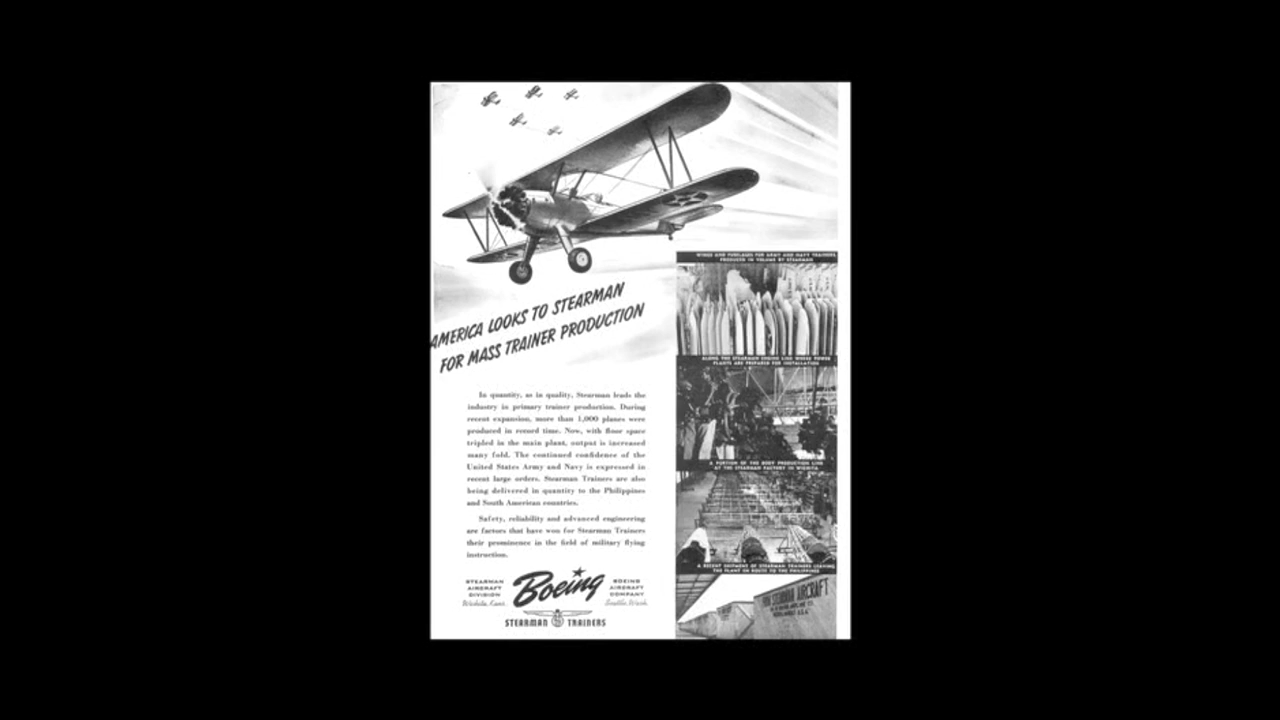 AMERICA LOOKS TO STEARMAN
FOR MASS TRAINER PRODUCTION
In quantity, as in quality, Stearman leads the
industry in primary trainer production. During
recent expansion, more than 1,000 planes were
produced in record time. Now, with floor space
tripled in the main plant, output is increased
many fold. The continued confidence of the
United States Army and Navy is expressed in
recent large orders. Stearman Trainers are also
being delivered in quantity to the Philippines
and South American countries.
Safety, reliability and advanced engineering
are factors that have won for Stearman Trainers
their prominence in the field of military flying
instruction.
STEARMAN
AIRCRAFT
DIVISION
Wichita, Kans.
Boeing
BOEING
AIRCRAFT
COMPANY
Seattle, Wash.
STEARMAN S TRAINERS
WINGS AND FUSELAGES FOR ARMY AND NAVY TRAINERS,
PRODUCED IN VOLUME BY STEARMAN
ALONG THE STEARMAN ENGINE LINE WHERE POWER
PLANTS ARE PREPARED FOR INSTALLATION
A PORTION OF THE BODY PRODUCTION LINE
AT THE STEARMAN FACTORY IN WICHITA
A RECENT SHIPMENT OF STEARMAN TRAINERS LEAVING
THE PLANT EN ROUTE TO THE PHILIPPINES
STEARMAN AIRCRAFT
U.S.A.